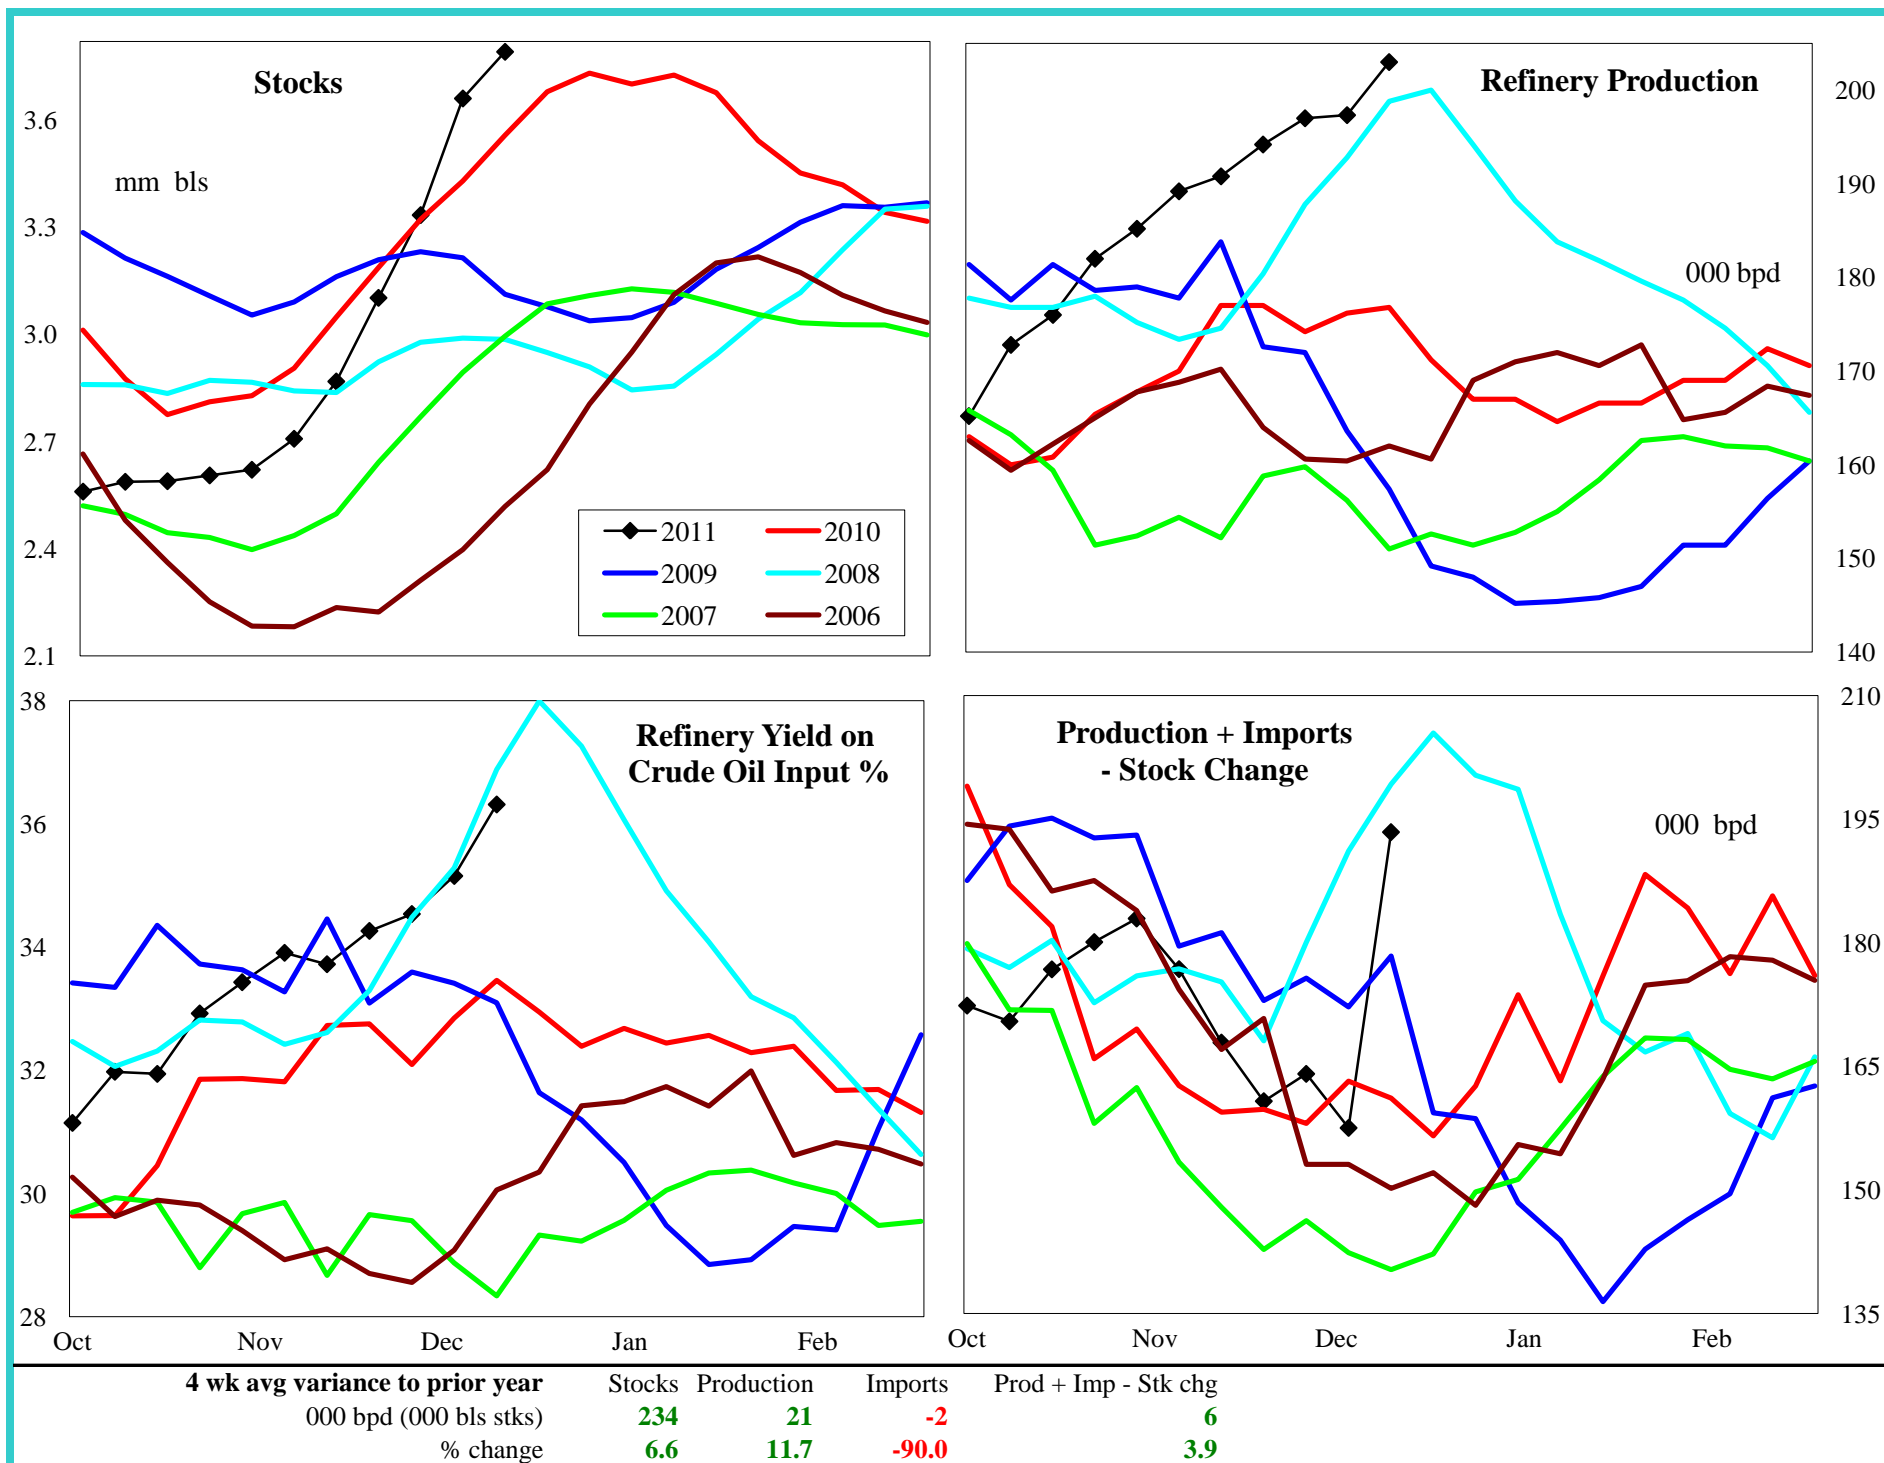 Stocks
mm bls
3.6
3.3
3.0
2.7
2.4
2.1
2011 2010
2009 2008
2007 2006
Refinery Production
000 bpd
200
190
180
170
160
150
140
Refinery Yield on
Crude Oil Input %
38
36
34
32
30
28
Oct Nov Dec Jan Feb
Production + Imports
- Stock Change
000 bpd
210
195
180
165
150
135
Oct Nov Dec Jan Feb
4 wk avg variance to prior year Stocks Production Imports Prod + Imp - Stk chg
000 bpd (000 bls stks) 234 21 -2 6
% change 6.6 11.7 -90.0 3.9